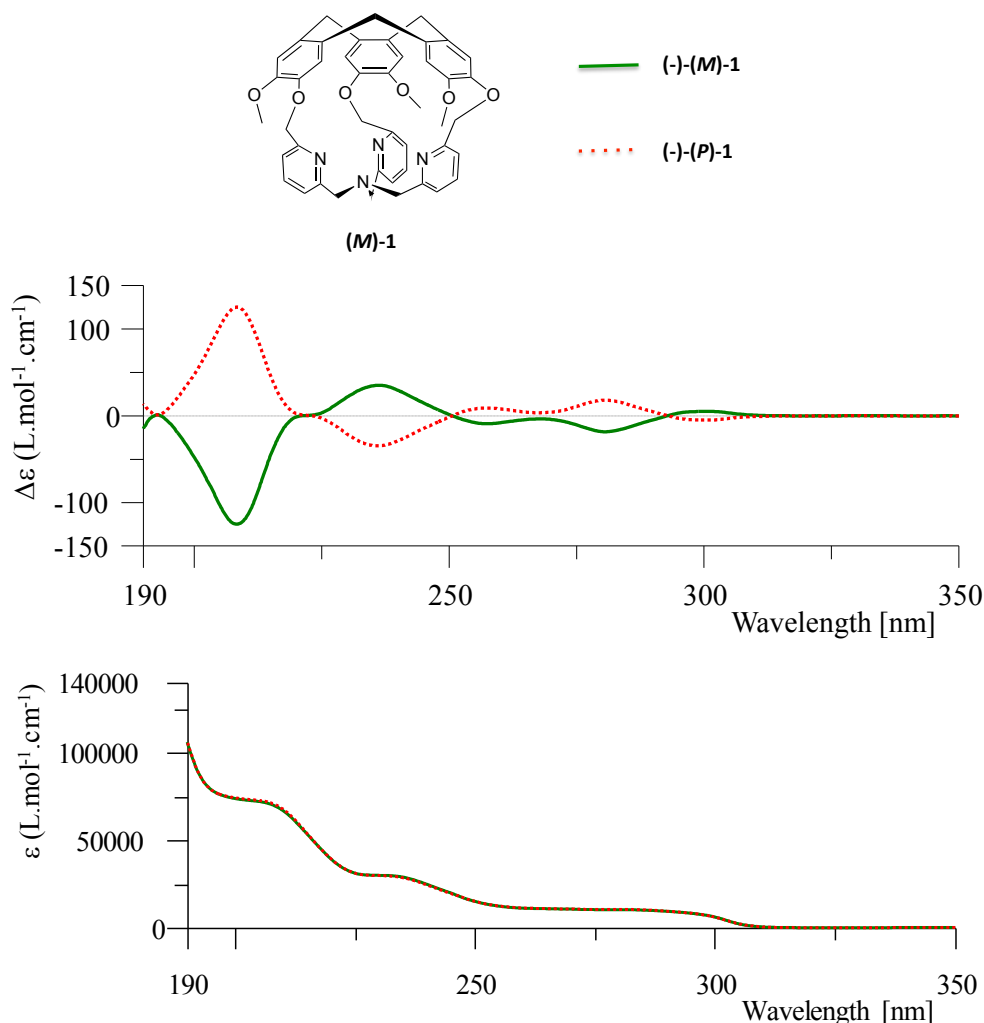 (-)-(M)-1
(-)-(P)-1
O
O
O
O
O
O
N
N
N
N
(M)-1
Δε (L.mol⁻¹.cm⁻¹)
150
100
0
-100
-150
190
250
300
350
Wavelength [nm]
ε (L.mol⁻¹.cm⁻¹)
140000
100000
50000
0
190
250
300
350
Wavelength [nm]